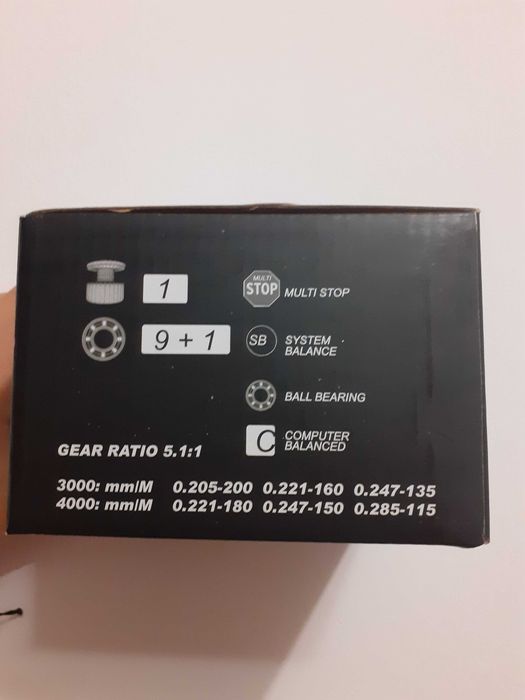 1
MULTI
STOP
MULTI STOP
9 + 1
SB
SYSTEM
BALANCE
BALL BEARING
C
COMPUTER
BALANCED
GEAR RATIO 5.1:1
3000: mm/M 0.205-200 0.221-160 0.247-135
4000: mm/M 0.221-180 0.247-150 0.285-115